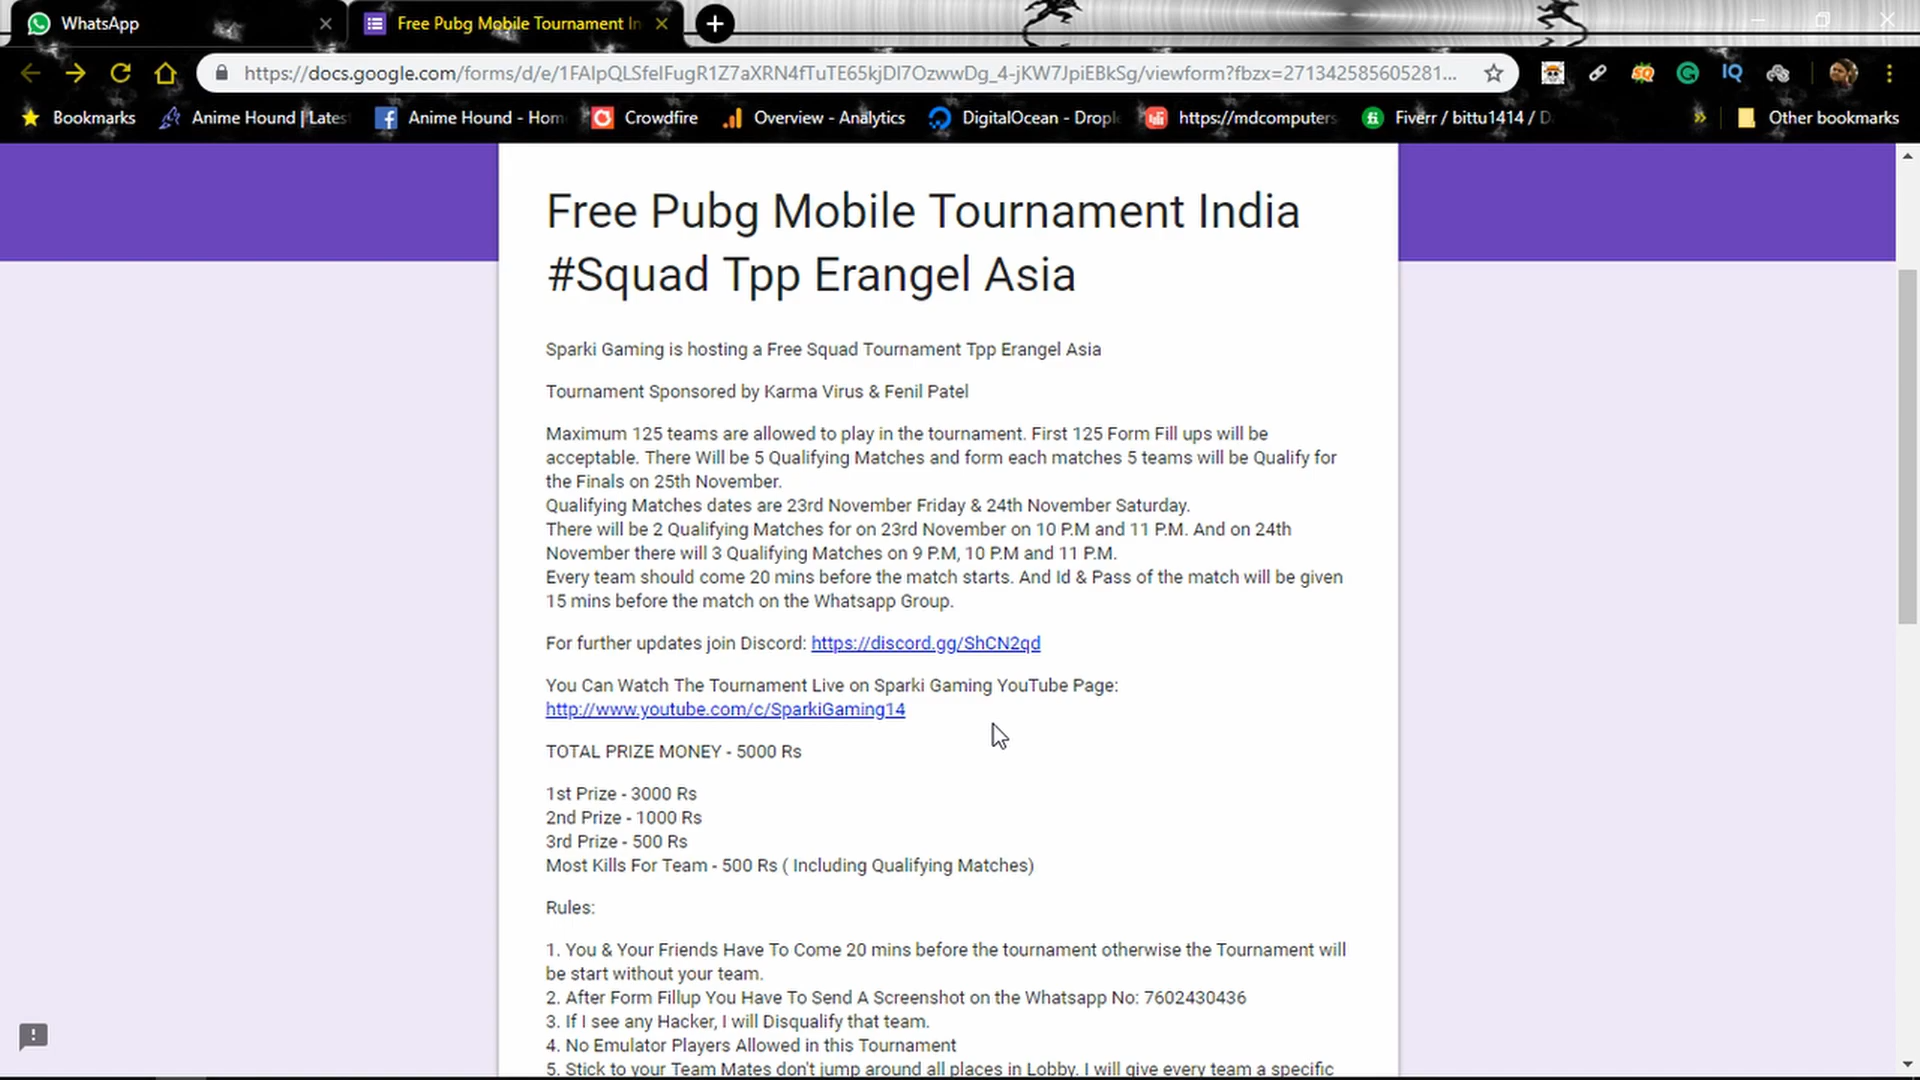 WhatsApp
Free Pubg Mobile Tournament In
https://docs.google.com/forms/d/e/1FAIpQLSfeIFugR1Z7aXRN4fTuTE65kjDl7OzwwDg_4-jKW7JpiEBkSg/viewform?fbzx=271342585605281...
IQ
Bookmarks
Anime Hound | Lates
Anime Hound - Hom
Crowdfire
Overview - Analytics
DigitalOcean - Drople
https://mdcomputers
Fiverr / bittu1414 / D
Other bookmarks
Free Pubg Mobile Tournament India
#Squad Tpp Erangel Asia
Sparki Gaming is hosting a Free Squad Tournament Tpp Erangel Asia
Tournament Sponsored by Karma Virus & Fenil Patel
Maximum 125 teams are allowed to play in the tournament. First 125 Form Fill ups will be
acceptable. There Will be 5 Qualifying Matches and form each matches 5 teams will be Qualify for
the Finals on 25th November.
Qualifying Matches dates are 23rd November Friday & 24th November Saturday.
There will be 2 Qualifying Matches for on 23rd November on 10 P.M and 11 P.M. And on 24th
November there will 3 Qualifying Matches on 9 P.M, 10 P.M and 11 P.M.
Every team should come 20 mins before the match starts. And Id & Pass of the match will be given
15 mins before the match on the Whatsapp Group.
For further updates join Discord: https://discord.gg/ShCN2qd
You Can Watch The Tournament Live on Sparki Gaming YouTube Page:
http://www.youtube.com/c/SparkiGaming14
TOTAL PRIZE MONEY - 5000 Rs
1st Prize - 3000 Rs
2nd Prize - 1000 Rs
3rd Prize - 500 Rs
Most Kills For Team - 500 Rs ( Including Qualifying Matches)
Rules:
1. You & Your Friends Have To Come 20 mins before the tournament otherwise the Tournament will
be start without your team.
2. After Form Fillup You Have To Send A Screenshot on the Whatsapp No: 7602430436
3. If I see any Hacker, I will Disqualify that team.
4. No Emulator Players Allowed in this Tournament
5. Stick to your Team Mates don't jump around all places in Lobby. I will give every team a specific